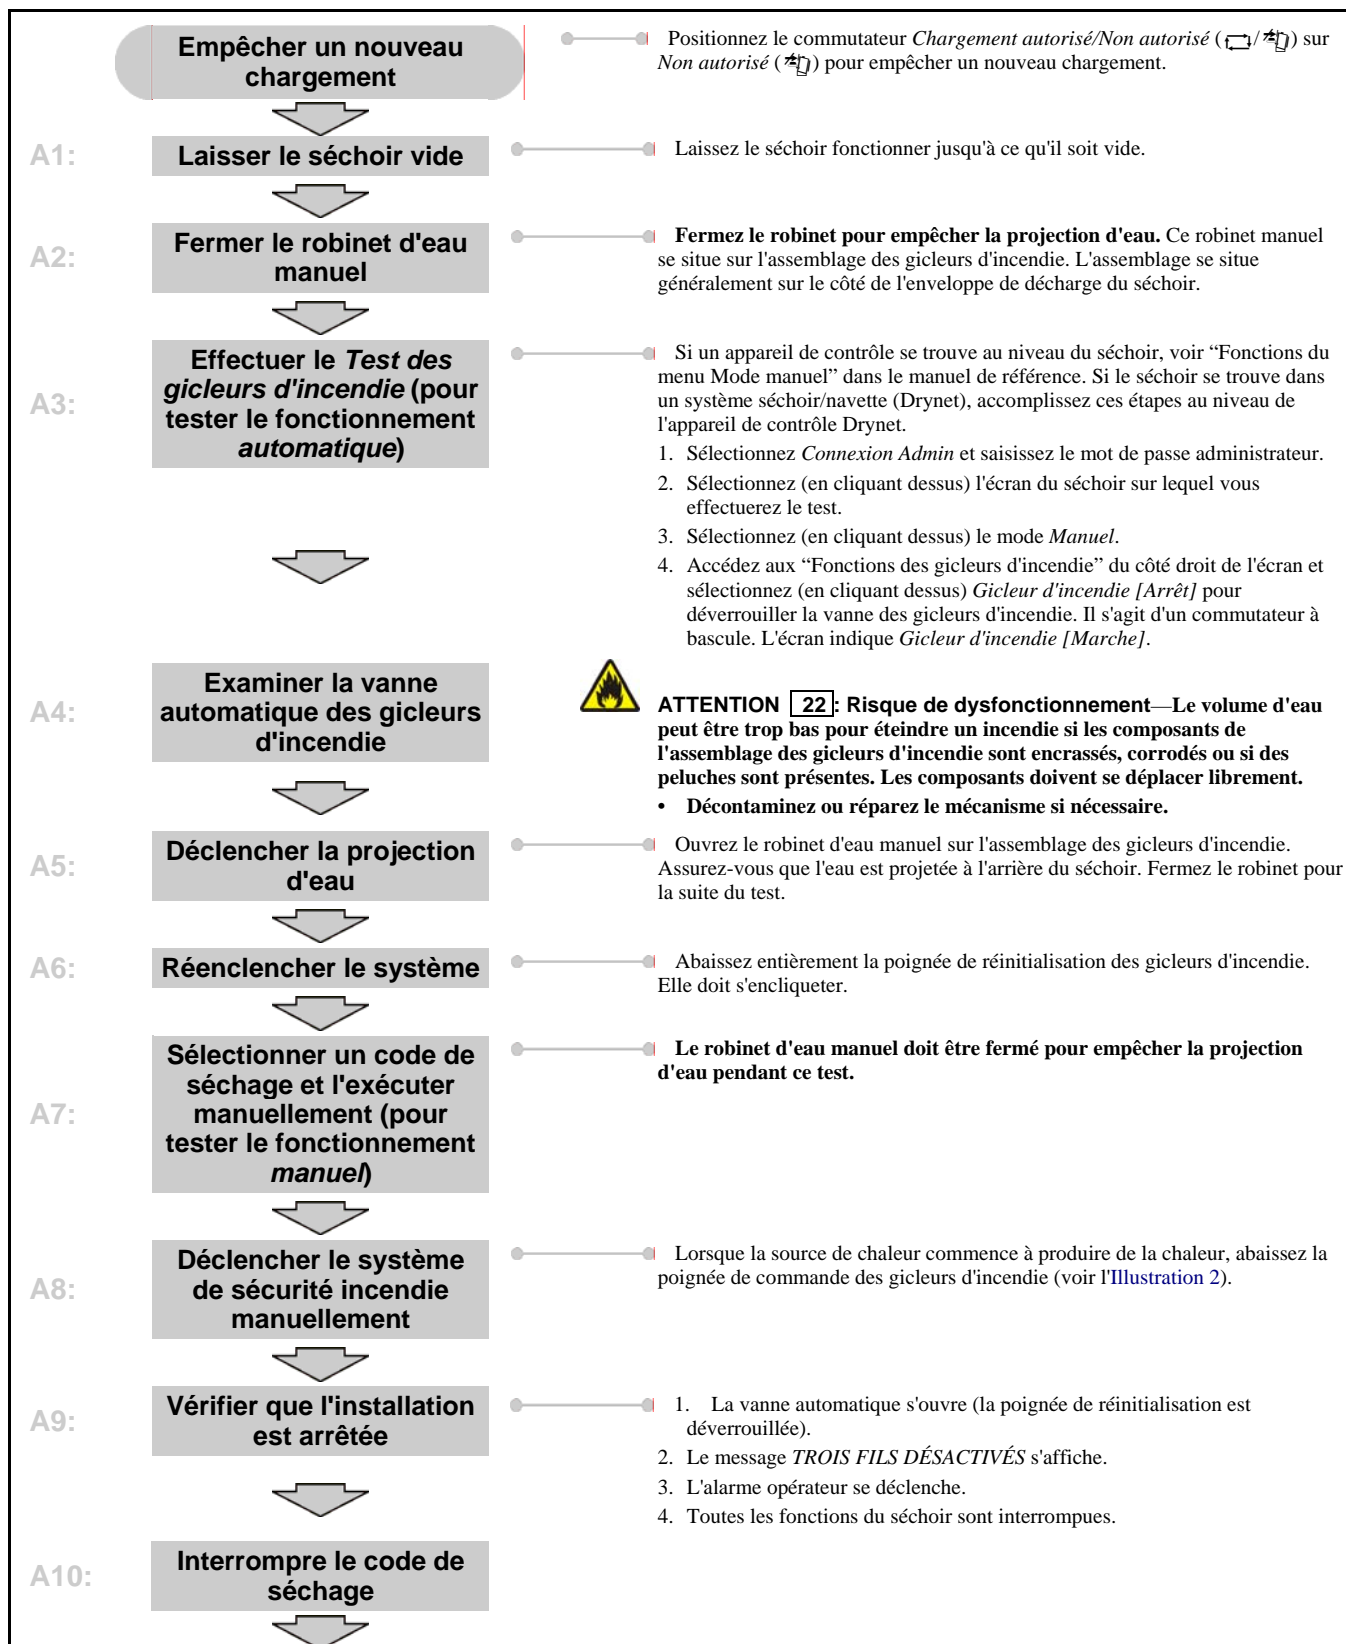 Empêcher un nouveau
chargement
Positionnez le commutateur Chargement autorisé/Non autorisé ( / ) sur
Non autorisé ( ) pour empêcher un nouveau chargement.
A1:
Laisser le séchoir vide
Laissez le séchoir fonctionner jusqu'à ce qu'il soit vide.
A2:
Fermer le robinet d'eau
manuel
Fermez le robinet pour empêcher la projection d'eau. Ce robinet manuel
se situe sur l'assemblage des gicleurs d'incendie. L'assemblage se situe
généralement sur le côté de l'enveloppe de décharge du séchoir.
A3:
Effectuer le Test des
gicleurs d'incendie (pour
tester le fonctionnement
automatique)
Si un appareil de contrôle se trouve au niveau du séchoir, voir “Fonctions du
menu Mode manuel” dans le manuel de référence. Si le séchoir se trouve dans
un système séchoir/navette (Drynet), accomplissez ces étapes au niveau de
l'appareil de contrôle Drynet.
1. Sélectionnez Connexion Admin et saisissez le mot de passe administrateur.
2. Sélectionnez (en cliquant dessus) l'écran du séchoir sur lequel vous
effectuerez le test.
3. Sélectionnez (en cliquant dessus) le mode Manuel.
4. Accédez aux “Fonctions des gicleurs d'incendie” du côté droit de l'écran et
sélectionnez (en cliquant dessus) Gicleur d'incendie [Arrêt] pour
déverrouiller la vanne des gicleurs d'incendie. Il s'agit d'un commutateur à
bascule. L'écran indique Gicleur d'incendie [Marche].
A4:
Examiner la vanne
automatique des gicleurs
d'incendie
ATTENTION 22: Risque de dysfonctionnement—Le volume d'eau
peut être trop bas pour éteindre un incendie si les composants de
l'assemblage des gicleurs d'incendie sont encrassés, corrodés ou si des
peluches sont présentes. Les composants doivent se déplacer librement.
• Décontaminez ou réparez le mécanisme si nécessaire.
A5:
Déclencher la projection
d'eau
Ouvrez le robinet d'eau manuel sur l'assemblage des gicleurs d'incendie.
Assurez-vous que l'eau est projetée à l'arrière du séchoir. Fermez le robinet pour
la suite du test.
A6:
Réenclencher le système
Abaissez entièrement la poignée de réinitialisation des gicleurs d'incendie.
Elle doit s'encliqueter.
A7:
Sélectionner un code de
séchage et l'exécuter
manuellement (pour
tester le fonctionnement
manuel)
Le robinet d'eau manuel doit être fermé pour empêcher la projection
d'eau pendant ce test.
A8:
Déclencher le système
de sécurité incendie
manuellement
Lorsque la source de chaleur commence à produire de la chaleur, abaissez la
poignée de commande des gicleurs d'incendie (voir l'Illustration 2).
A9:
Vérifier que l'installation
est arrêtée
1. La vanne automatique s'ouvre (la poignée de réinitialisation est
déverrouillée).
2. Le message TROIS FILS DÉSACTIVÉS s'affiche.
3. L'alarme opérateur se déclenche.
4. Toutes les fonctions du séchoir sont interrompues.
A10:
Interrompre le code de
séchage